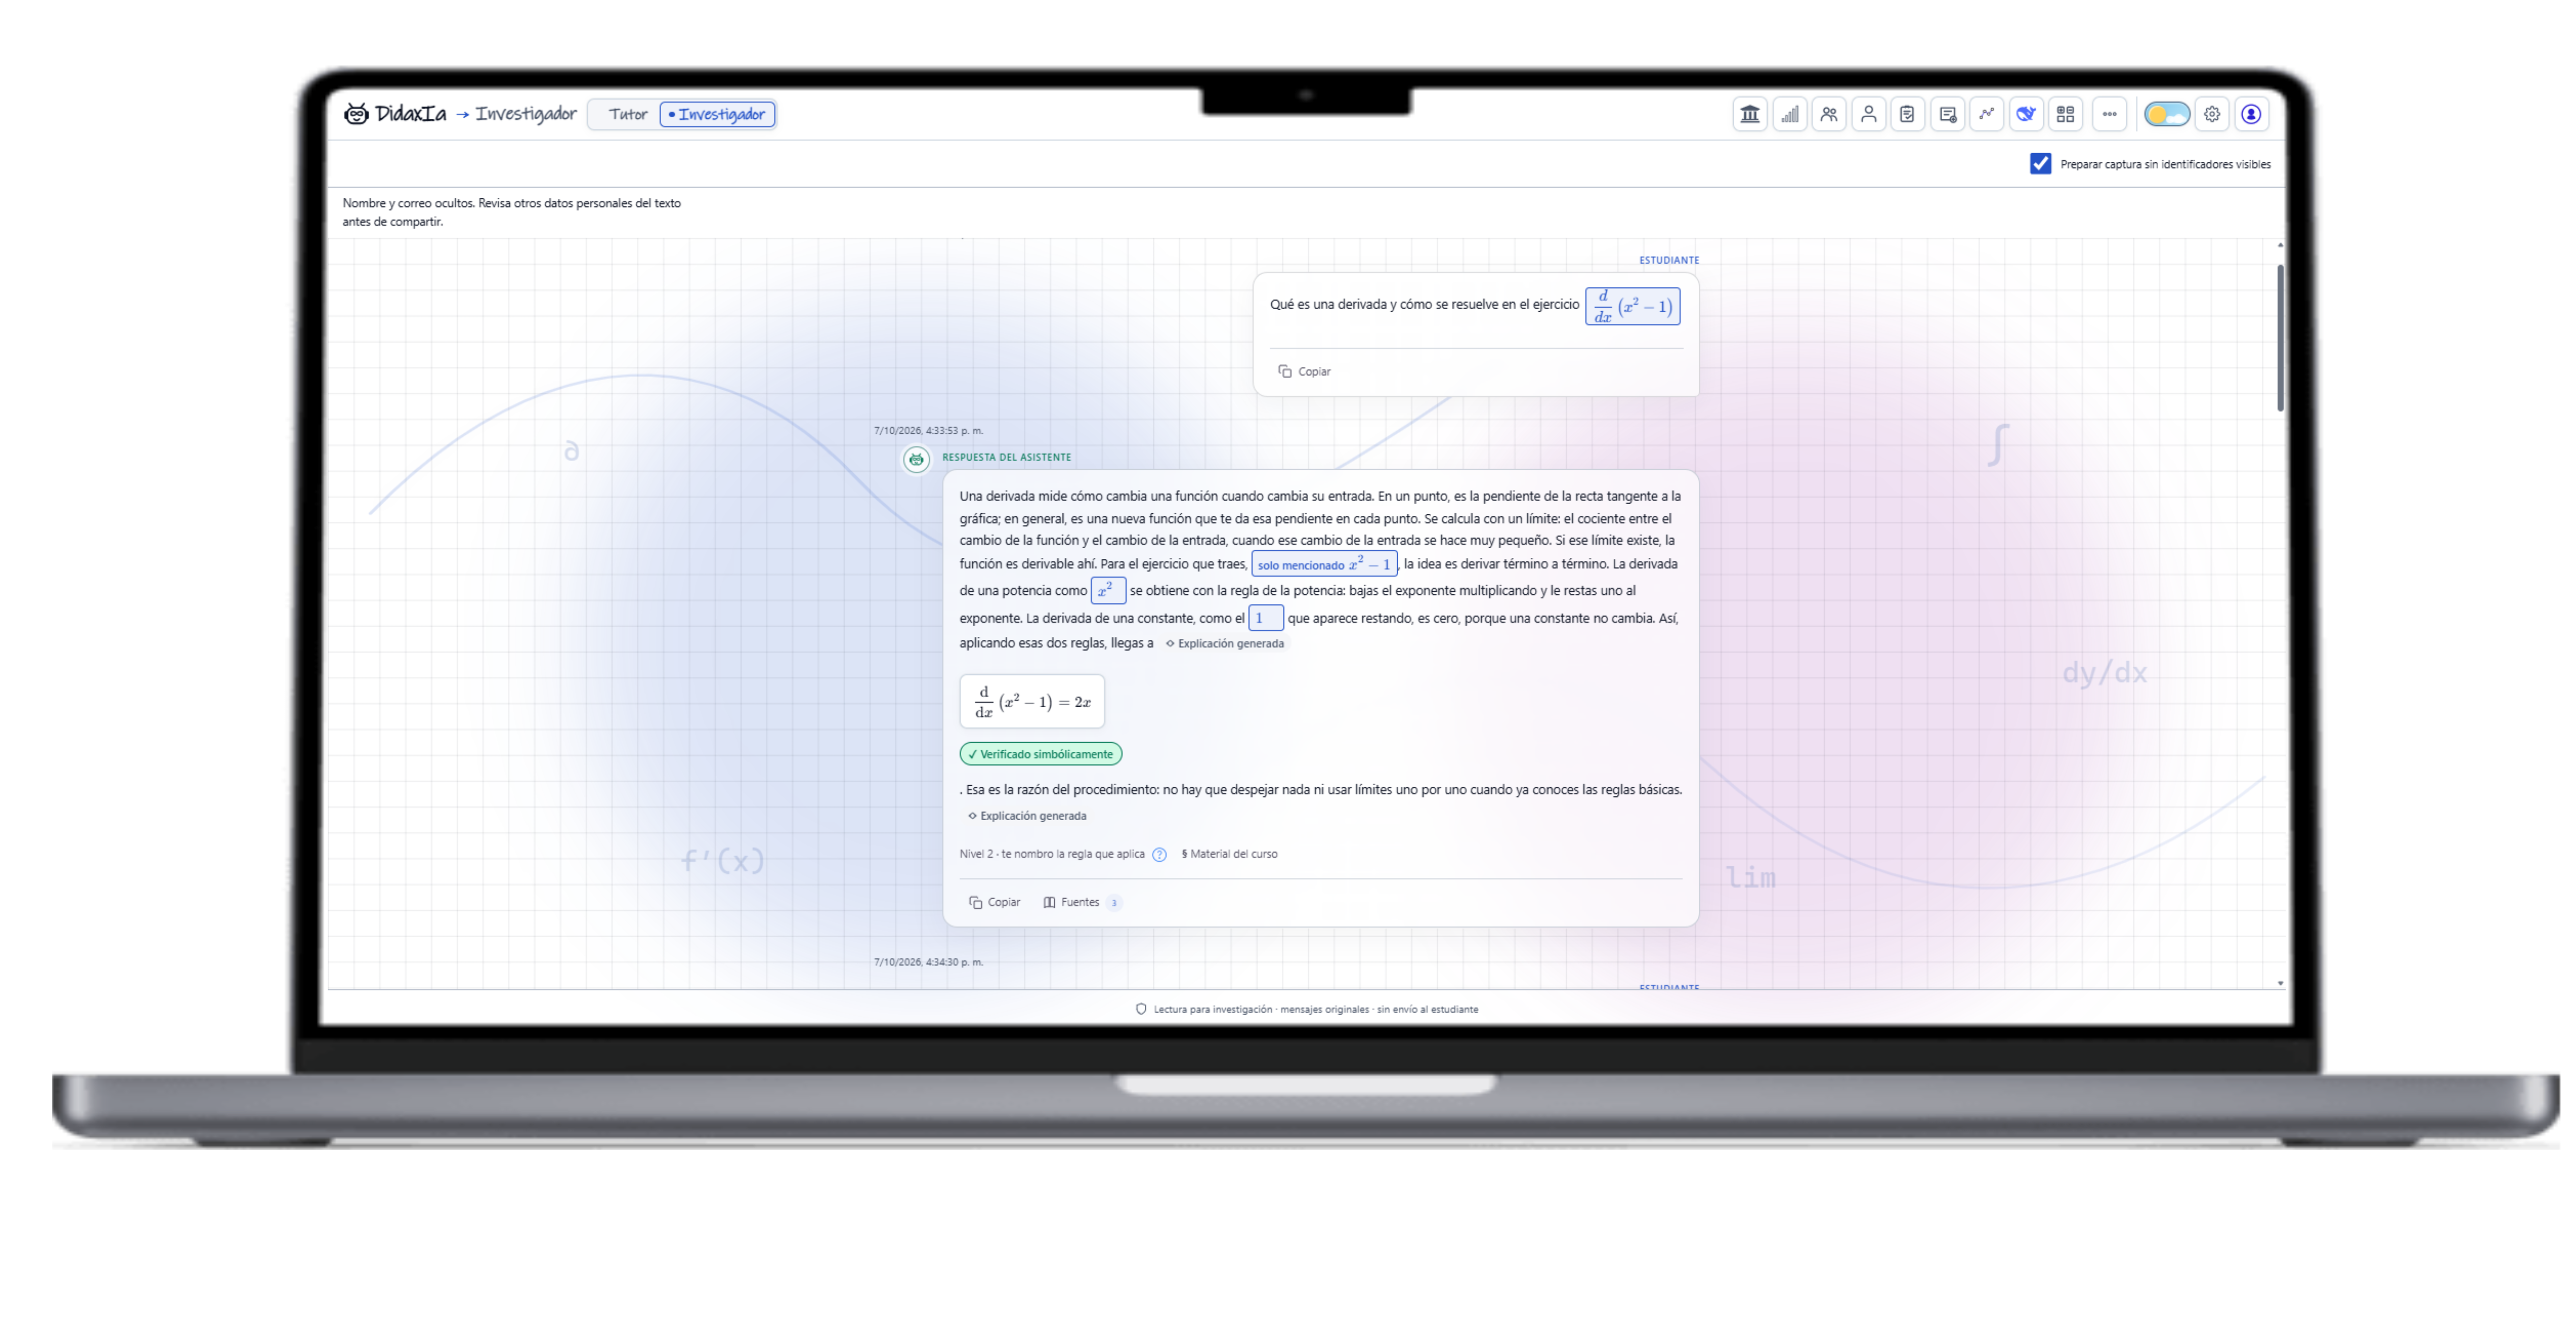 DidaxIa → Investigador
Tutor
• Investigador
Preparar captura sin identificadores visibles
Nombre y correo ocultos. Revisa otros datos personales del texto
antes de compartir.
ESTUDIANTE
Qué es una derivada y cómo se resuelve en el ejercicio d/dx (x² − 1)
Copiar
7/10/2026, 4:33:53 p. m.
RESPUESTA DEL ASISTENTE
Una derivada mide cómo cambia una función cuando cambia su entrada. En un punto, es la pendiente de la recta tangente a la
gráfica; en general, es una nueva función que te da esa pendiente en cada punto. Se calcula con un límite: el cociente entre el
cambio de la función y el cambio de la entrada, cuando ese cambio de la entrada se hace muy pequeño. Si ese límite existe, la
función es derivable ahí. Para el ejercicio que traes, solo mencionado x² − 1, la idea es derivar término a término. La derivada
de una potencia como x² se obtiene con la regla de la potencia: bajas el exponente multiplicando y le restas uno al
exponente. La derivada de una constante, como el 1 que aparece restando, es cero, porque una constante no cambia. Así,
aplicando esas dos reglas, llegas a Explicación generada
d/dx (x² − 1) = 2x
✓ Verificado simbólicamente
. Esa es la razón del procedimiento: no hay que despejar nada ni usar límites uno por uno cuando ya conoces las reglas básicas.
Explicación generada
Nivel 2 · te nombro la regla que aplica ? § Material del curso
Copiar Fuentes 3
7/10/2026, 4:34:30 p. m.
ESTUDIANTE
Lectura para investigación · mensajes originales · sin envío al estudiante
∂
∫
dy/dx
f'(x)
lim